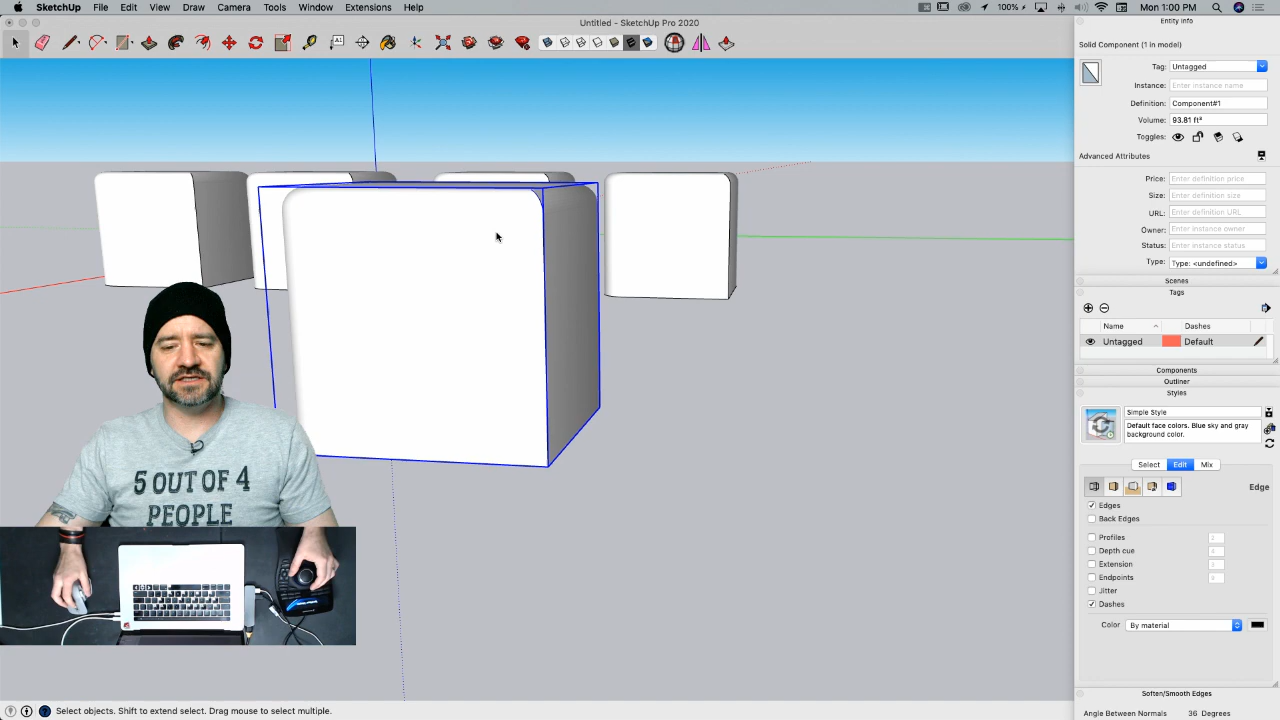 SketchUp File Edit View Draw Camera Tools Window Extensions Help
100% Mon 1:00 PM
Untitled - SketchUp Pro 2020
Entity Info
Solid Component (1 in model)
Tag: Untagged
Instance: Enter instance name
Definition: Component#1
Volume: 93.81 ft³
Toggles:
Advanced Attributes
Price: Enter definition price
Size: Enter definition size
URL: Enter definition URL
Owner: Enter instance owner
Status: Enter instance status
Type: Type: <undefined>
Scenes
Tags
Name Dashes
Untagged Default
Components
Outliner
Styles
Simple Style
Default face colors. Blue sky and gray
background color.
Select Edit Mix
Edge
Edges
Back Edges
Profiles 2
Depth cue 4
Extension 3
Endpoints 9
Jitter
Dashes
Color By material
Soften/Smooth Edges
Angle Between Normals 36 Degrees
5 OUT OF 4
PEOPLE
Select objects. Shift to extend select. Drag mouse to select multiple.